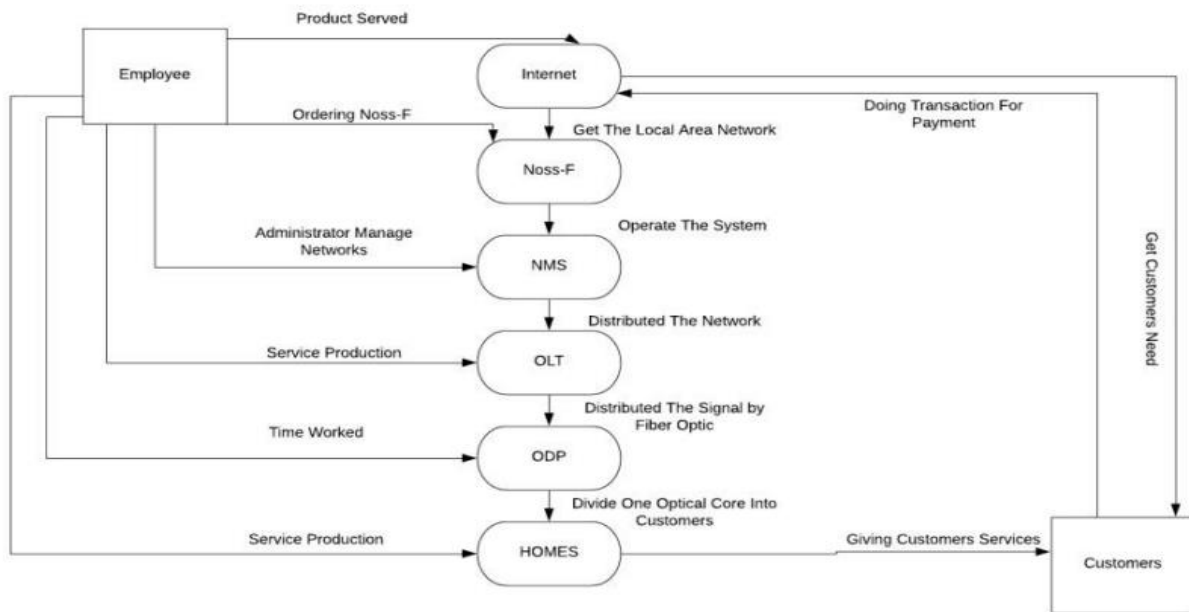 Product Served
Employee
Internet
Doing Transaction For
Payment
Ordering Noss-F
Get The Local Area Network
Noss-F
Operate The System
Administrator Manage
Networks
NMS
Get Customers Need
Distributed The Network
Service Production
OLT
Distributed The Signal by
Fiber Optic
Time Worked
ODP
Divide One Optical Core Into
Customers
Service Production
HOMES
Giving Customers Services
Customers